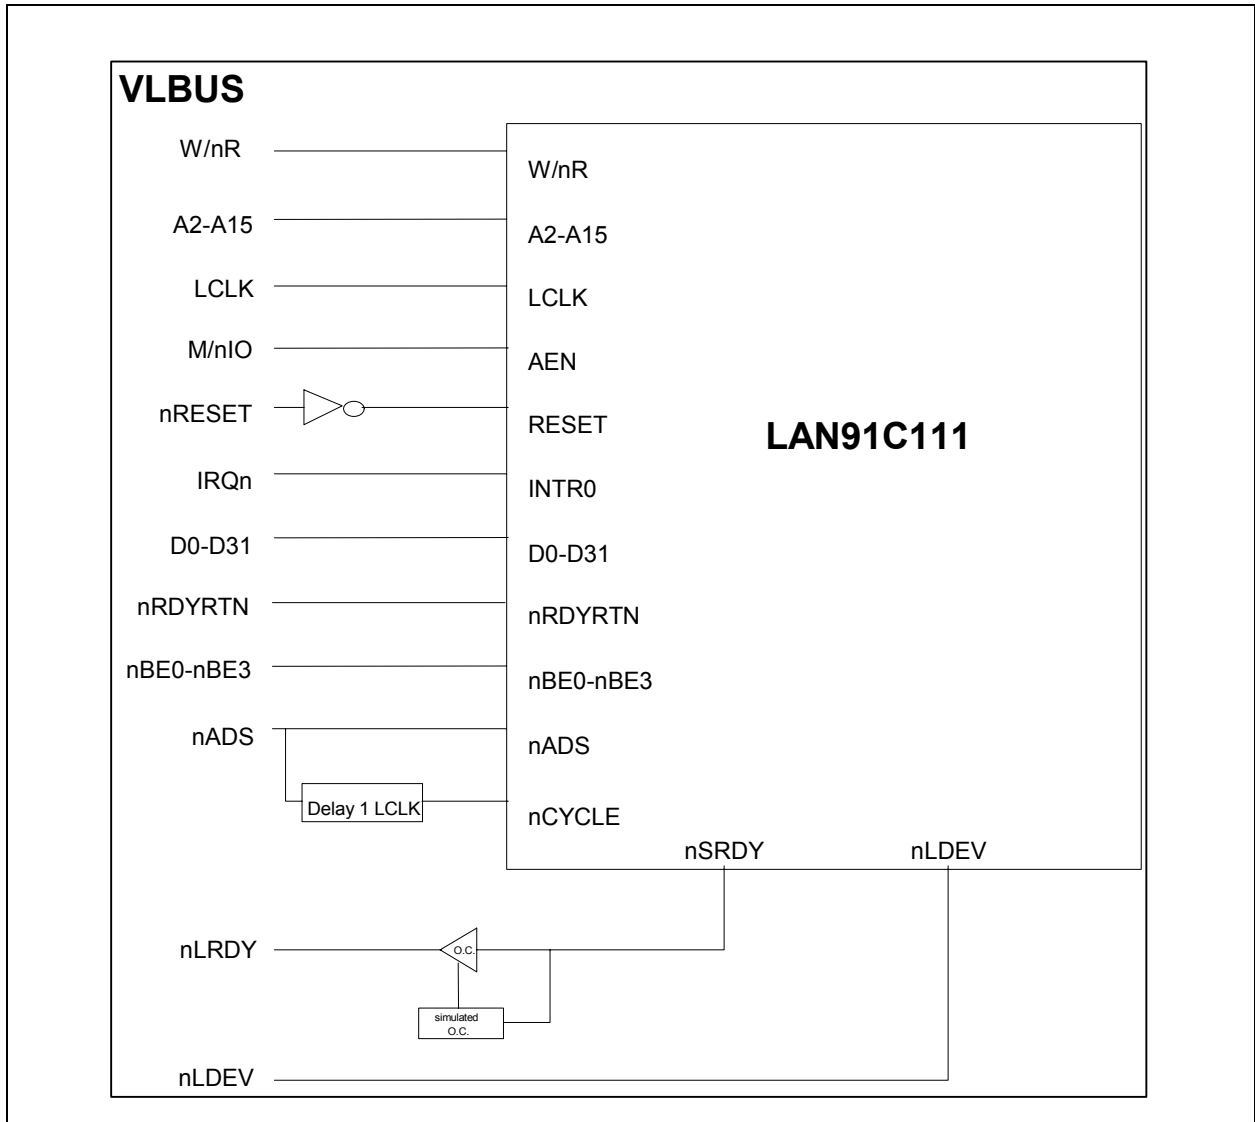 VLBUS
W/nR
W/nR
A2-A15
A2-A15
LCLK
LCLK
M/nIO
AEN
nRESET
RESET
LAN91C111
IRQn
INTR0
D0-D31
D0-D31
nRDYRTN
nRDYRTN
nBE0-nBE3
nBE0-nBE3
nADS
nADS
Delay 1 LCLK
nCYCLE
nSRDY
nLDEV
nLRDY
O.C.
simulated
O.C.
nLDEV